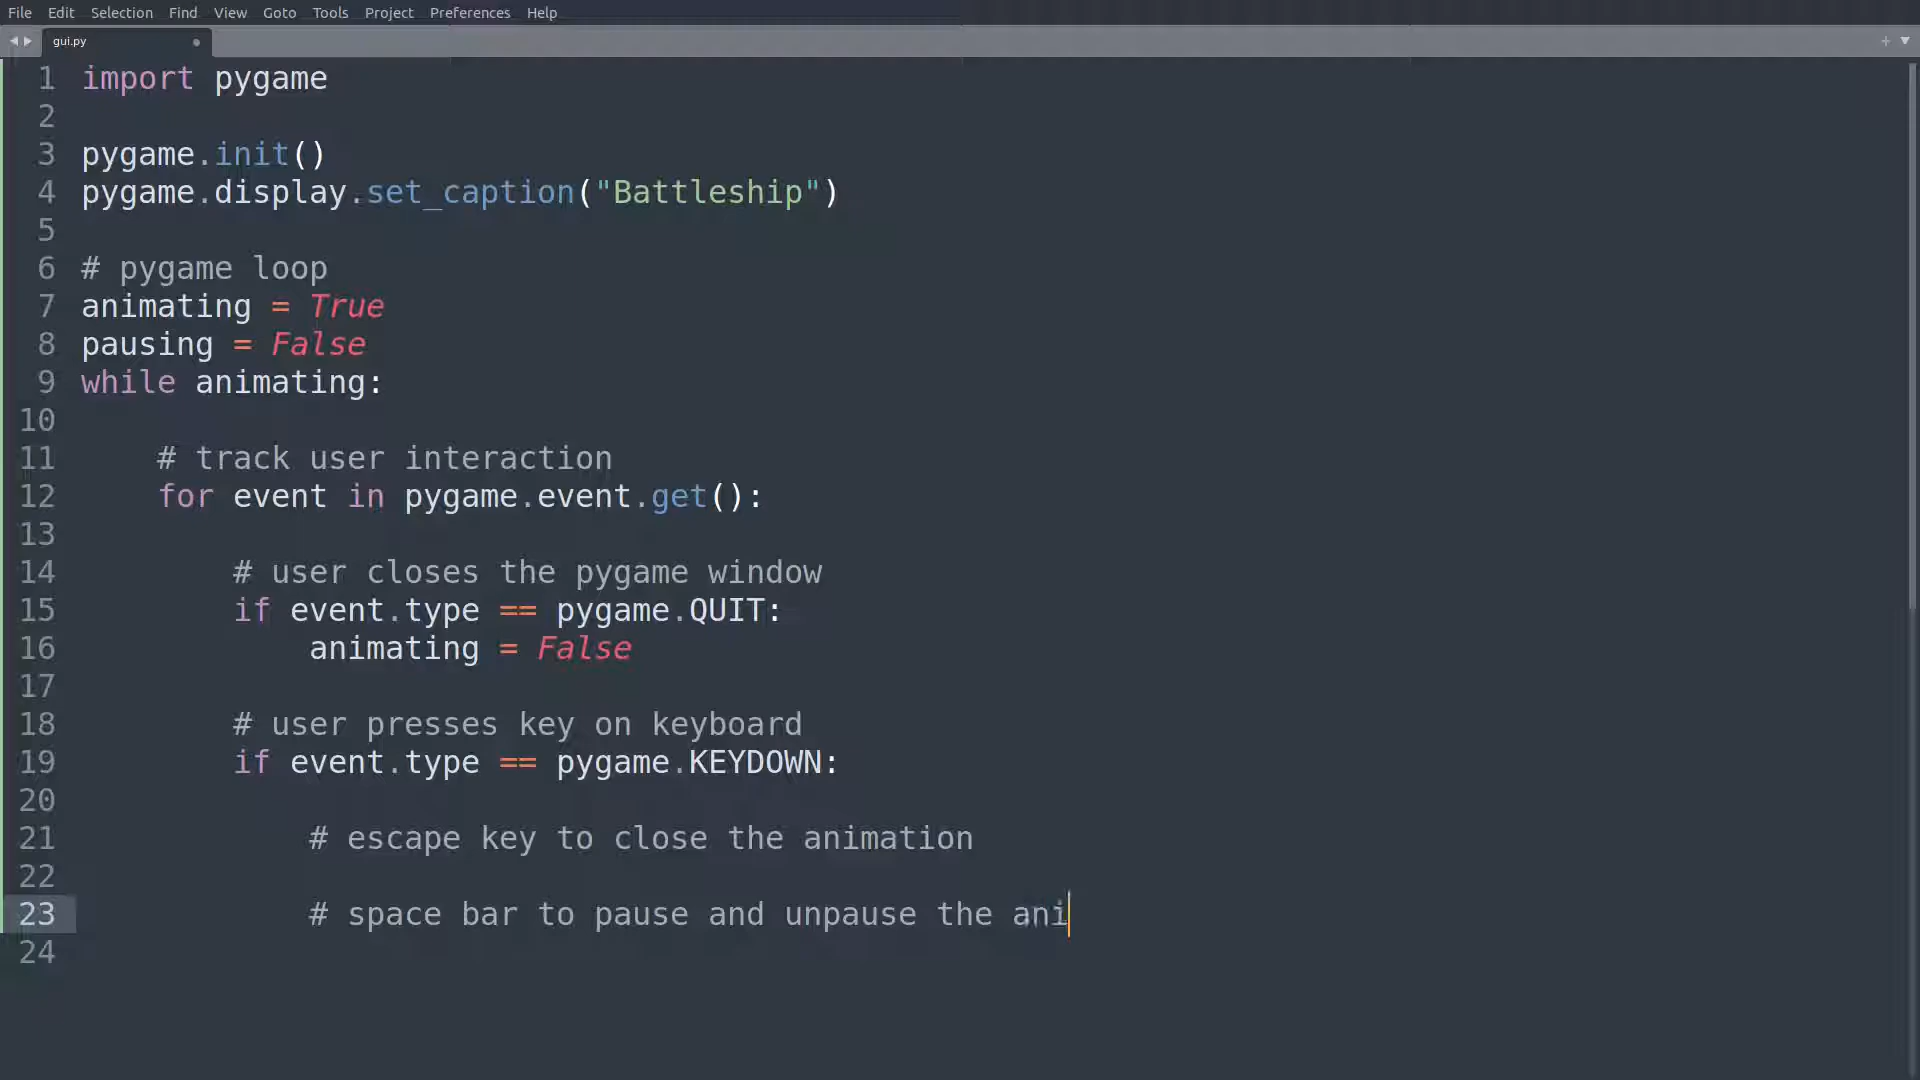 File Edit Selection Find View Goto Tools Project Preferences Help
gui.py
1 import pygame
2
3 pygame.init()
4 pygame.display.set_caption("Battleship")
5
6 # pygame loop
7 animating = True
8 pausing = False
9 while animating:
10
11     # track user interaction
12     for event in pygame.event.get():
13
14         # user closes the pygame window
15         if event.type == pygame.QUIT:
16             animating = False
17
18         # user presses key on keyboard
19         if event.type == pygame.KEYDOWN:
20
21             # escape key to close the animation
22
23             # space bar to pause and unpause the ani
24